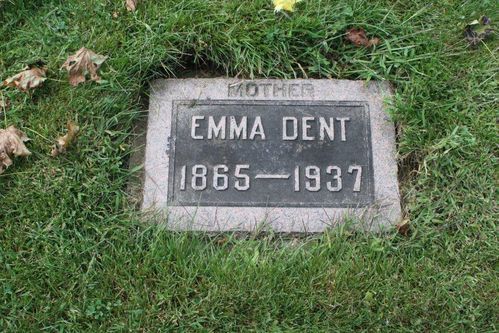 MOTHER
EMMA DENT
1865—1937